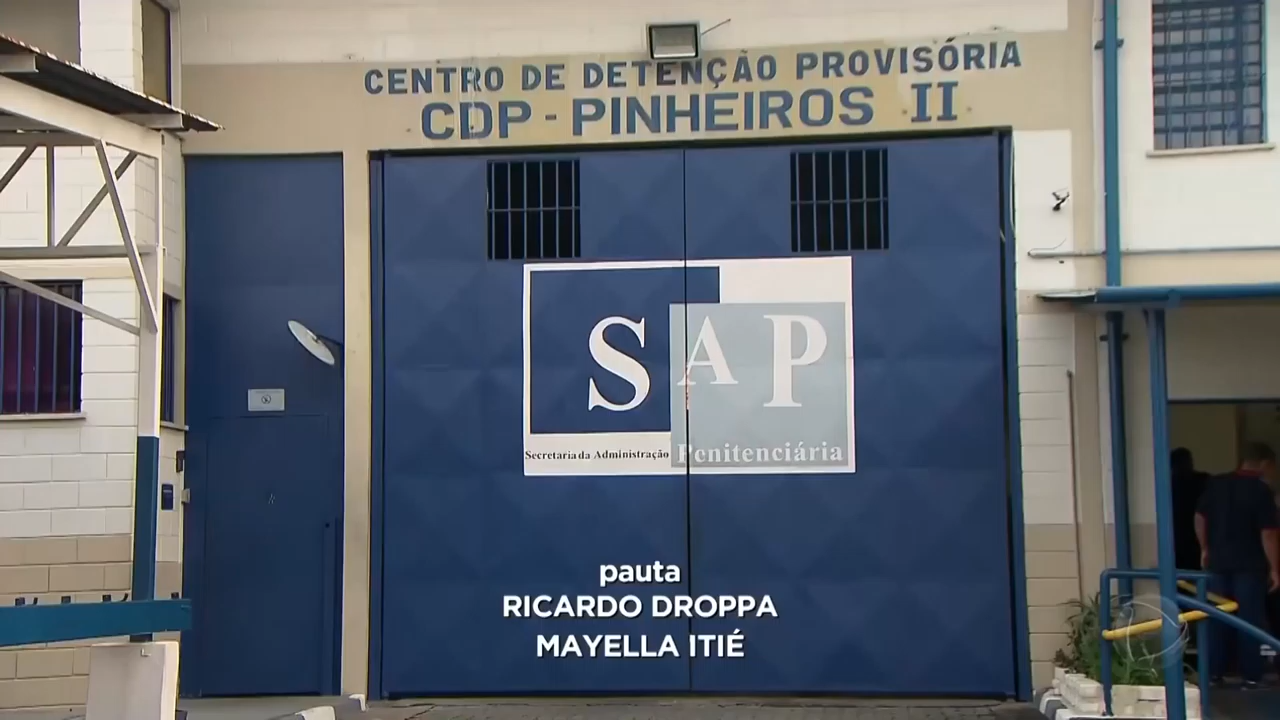 CENTRO DE DETENÇÃO PROVISÓRIA
CDP - PINHEIROS II
SAP
Secretaria da Administração Penitenciária
pauta
RICARDO DROPPA
MAYELLA ITIÉ